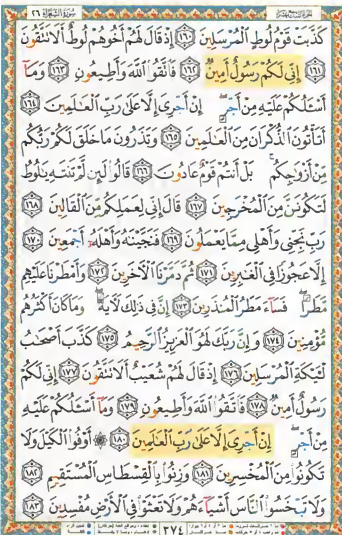 سُورَةُ الشُّعَرَاءِ ٢٦
كَذَّبَتْ قَوْمُ لُوطٍ الْمُرْسَلِينَ ١٦٠ إِذْ قَالَ لَهُمْ أَخُوهُمْ لُوطٌ أَلَا تَتَّقُونَ
١٦١ إِنِّي لَكُمْ رَسُولٌ أَمِينٌ ١٦٢ فَاتَّقُوا اللَّهَ وَأَطِيعُونِ ١٦٣ وَمَا
أَسْأَلُكُمْ عَلَيْهِ مِنْ أَجْرٍ إِنْ أَجْرِيَ إِلَّا عَلَى رَبِّ الْعَالَمِينَ ١٦٤
أَتَأْتُونَ الذُّكْرَانَ مِنَ الْعَالَمِينَ ١٦٥ وَتَذَرُونَ مَا خَلَقَ لَكُمْ رَبُّكُمْ
مِنْ أَزْوَاجِكُمْ بَلْ أَنْتُمْ قَوْمٌ عَادُونَ ١٦٦ قَالُوا لَئِنْ لَمْ تَنْتَهِ يَا لُوطُ
لَتَكُونَنَّ مِنَ الْمُخْرَجِينَ ١٦٧ قَالَ إِنِّي لِعَمَلِكُمْ مِنَ الْقَالِينَ ١٦٨
رَبِّ نَجِّنِي وَأَهْلِي مِمَّا يَعْمَلُونَ ١٦٩ فَنَجَّيْنَاهُ وَأَهْلَهُ أَجْمَعِينَ ١٧٠
إِلَّا عَجُوزًا فِي الْغَابِرِينَ ١٧١ ثُمَّ دَمَّرْنَا الْآخَرِينَ ١٧٢ وَأَمْطَرْنَا عَلَيْهِمْ
مَطَرًا فَسَاءَ مَطَرُ الْمُنْذَرِينَ ١٧٣ إِنَّ فِي ذَلِكَ لَآيَةً وَمَا كَانَ أَكْثَرُهُمْ
مُؤْمِنِينَ ١٧٤ وَإِنَّ رَبَّكَ لَهُوَ الْعَزِيزُ الرَّحِيمُ ١٧٥ كَذَّبَ أَصْحَابُ
لْئَيْكَةِ الْمُرْسَلِينَ ١٧٦ إِذْ قَالَ لَهُمْ شُعَيْبٌ أَلَا تَتَّقُونَ ١٧٧ إِنِّي لَكُمْ
رَسُولٌ أَمِينٌ ١٧٨ فَاتَّقُوا اللَّهَ وَأَطِيعُونِ ١٧٩ وَمَا أَسْأَلُكُمْ عَلَيْهِ
مِنْ أَجْرٍ إِنْ أَجْرِيَ إِلَّا عَلَى رَبِّ الْعَالَمِينَ ١٨٠ ۞ أَوْفُوا الْكَيْلَ وَلَا
تَكُونُوا مِنَ الْمُخْسِرِينَ ١٨١ وَزِنُوا بِالْقِسْطَاسِ الْمُسْتَقِيمِ ١٨٢
وَلَا تَبْخَسُوا النَّاسَ أَشْيَاءَهُمْ وَلَا تَعْثَوْا فِي الْأَرْضِ مُفْسِدِينَ ١٨٣
٣٧٤